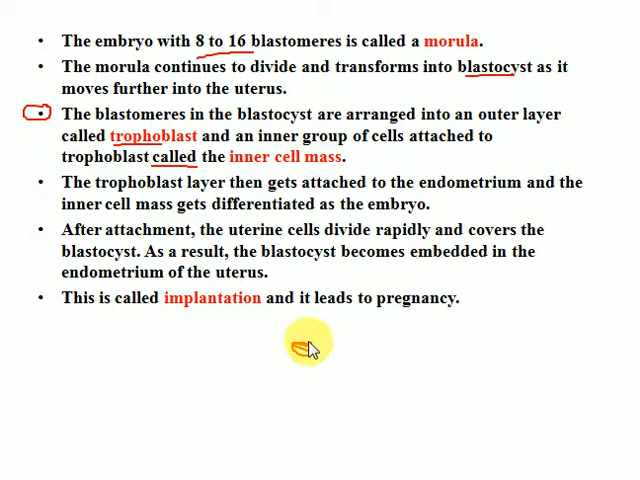 • The embryo with 8 to 16 blastomeres is called a morula.
• The morula continues to divide and transforms into blastocyst as it
moves further into the uterus.
• The blastomeres in the blastocyst are arranged into an outer layer
called trophoblast and an inner group of cells attached to
trophoblast called the inner cell mass.
• The trophoblast layer then gets attached to the endometrium and the
inner cell mass gets differentiated as the embryo.
• After attachment, the uterine cells divide rapidly and covers the
blastocyst. As a result, the blastocyst becomes embedded in the
endometrium of the uterus.
• This is called implantation and it leads to pregnancy.